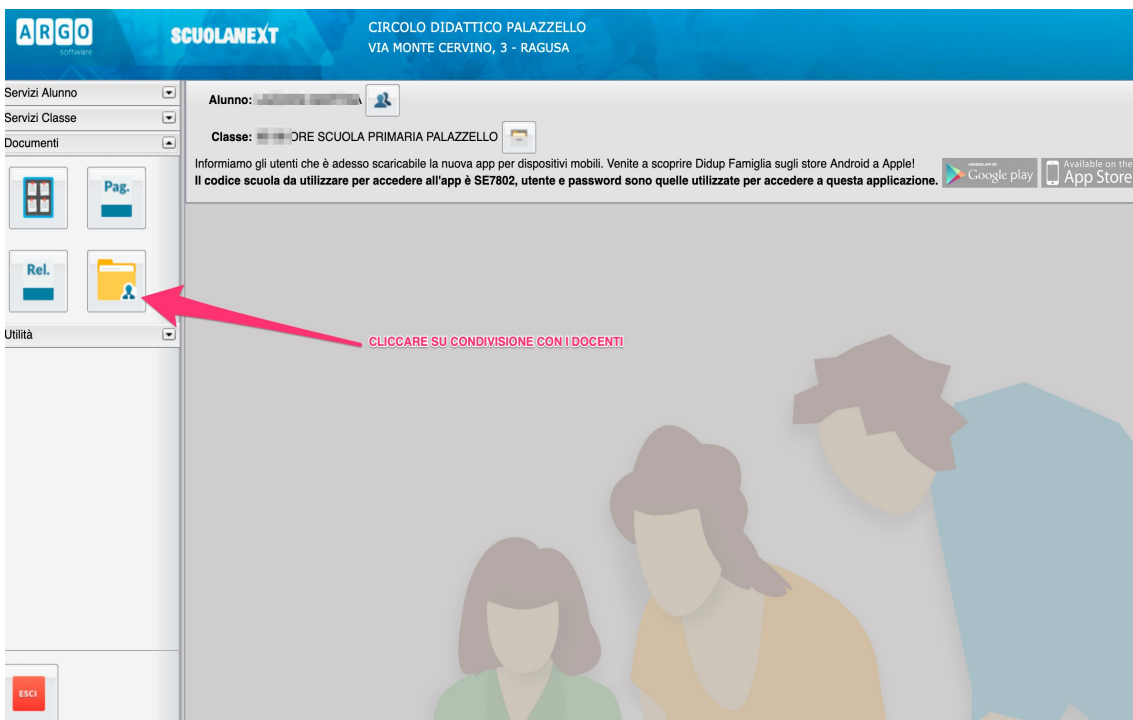 ARGO
software
SCUOLANEXT
CIRCOLO DIDATTICO PALAZZELLO
VIA MONTE CERVINO, 3 - RAGUSA
Servizi Alunno
Servizi Classe
Documenti
Pag.
Rel.
Utilità
ESCI
Alunno:
Classe: ORE SCUOLA PRIMARIA PALAZZELLO
Informiamo gli utenti che è adesso scaricabile la nuova app per dispositivi mobili. Venite a scoprire Didup Famiglia sugli store Android a Apple!
Il codice scuola da utilizzare per accedere all'app è SE7802, utente e password sono quelle utilizzate per accedere a questa applicazione.
ANDROID APP ON
Google play
Available on the
App Store
CLICCARE SU CONDIVISIONE CON I DOCENTI